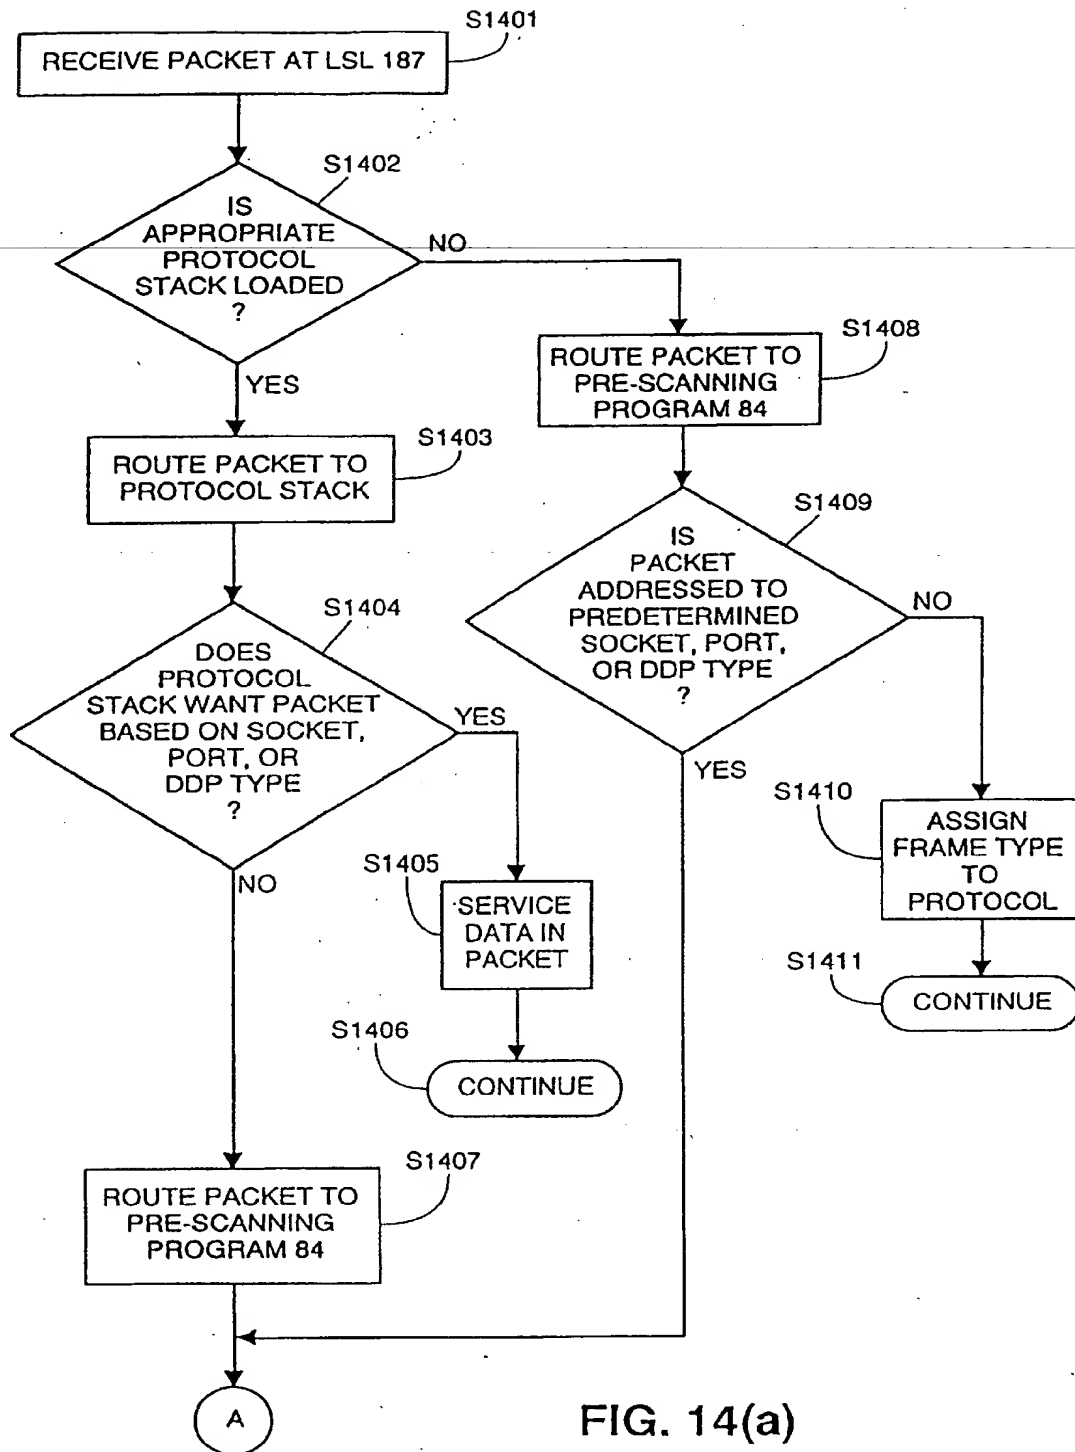 S1401
RECEIVE PACKET AT LSL 187
S1402
IS
APPROPRIATE
PROTOCOL
STACK LOADED
?
NO
YES
S1403
ROUTE PACKET TO
PROTOCOL STACK
S1404
DOES
PROTOCOL
STACK WANT PACKET
BASED ON SOCKET,
PORT, OR
DDP TYPE
?
YES
NO
S1405
SERVICE
DATA IN
PACKET
S1406
CONTINUE
S1407
ROUTE PACKET TO
PRE-SCANNING
PROGRAM 84
A
S1408
ROUTE PACKET TO
PRE-SCANNING
PROGRAM 84
S1409
IS
PACKET
ADDRESSED TO
PREDETERMINED
SOCKET, PORT,
OR DDP TYPE
?
NO
YES
S1410
ASSIGN
FRAME TYPE
TO
PROTOCOL
S1411
CONTINUE
FIG. 14(a)